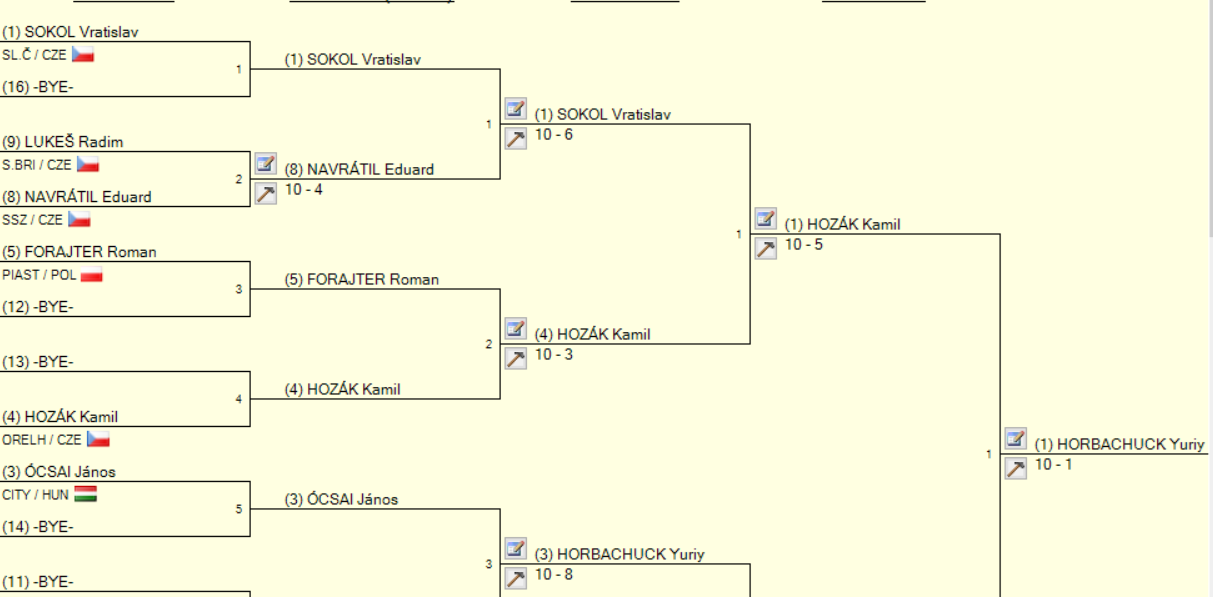 (1) SOKOL Vratislav
SL.Č / CZE
1
(16) -BYE-
(1) SOKOL Vratislav
(9) LUKEŠ Radim
S.BRI / CZE
2
(8) NAVRÁTIL Eduard
SSZ / CZE
(8) NAVRÁTIL Eduard
10 - 4
1
(1) SOKOL Vratislav
10 - 6
(5) FORAJTER Roman
PIAST / POL
3
(12) -BYE-
(5) FORAJTER Roman
(13) -BYE-
4
(4) HOZÁK Kamil
ORELH / CZE
(4) HOZÁK Kamil
2
(4) HOZÁK Kamil
10 - 3
1
(1) HOZÁK Kamil
10 - 5
(3) ÓCSAI János
CITY / HUN
5
(14) -BYE-
(3) ÓCSAI János
(11) -BYE-
3
(3) HORBACHUCK Yuriy
10 - 8
1
(1) HORBACHUCK Yuriy
10 - 1